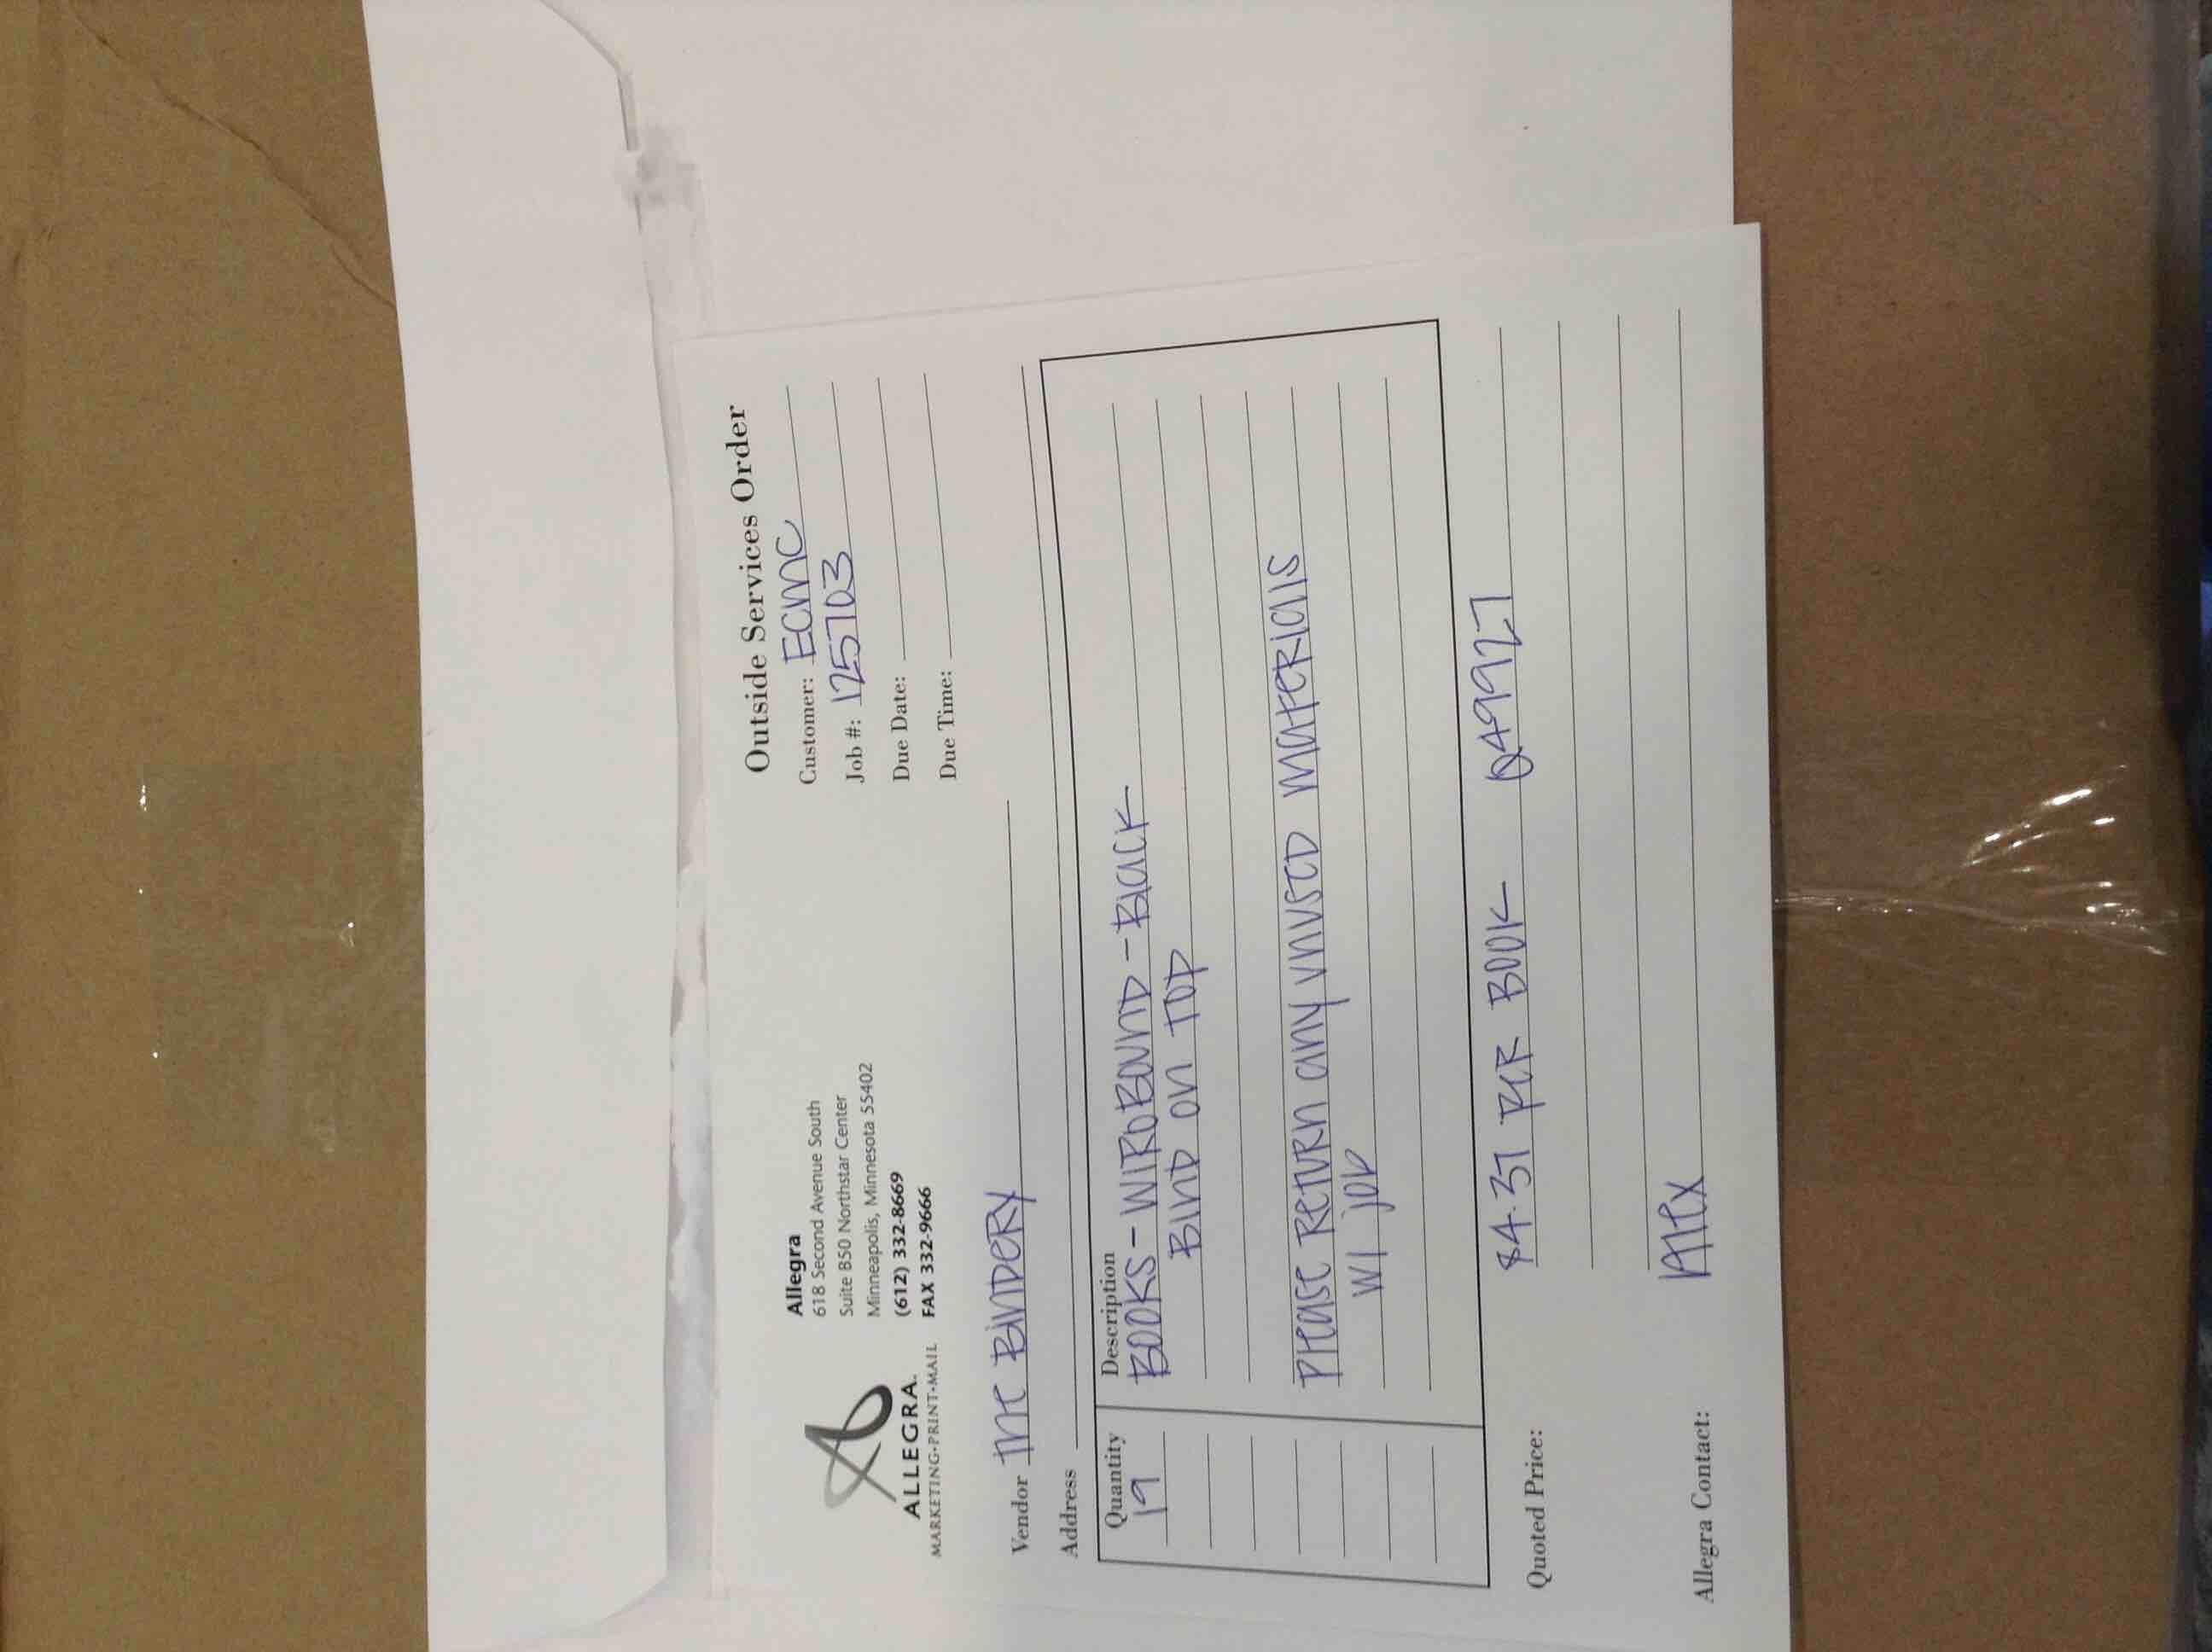 ALLEGRA.
MARKETING•PRINT•MAIL
Allegra
618 Second Avenue South
Suite B50 Northstar Center
Minneapolis, Minnesota 55402
(612) 332-8669
FAX 332-9666
Outside Services Order
Customer: ECMC
Job #: 125703
Due Date:
Due Time:
Vendor THE BINDERY
Address
Quantity Description
19 BOOKS - WIROBOUND - BLACK
BIND ON TOP
PLEASE RETURN ANY UNUSED MATERIALS
W/ JOB
Quoted Price: $4.37 PER BOOK Q49927
Allegra Contact: Alex